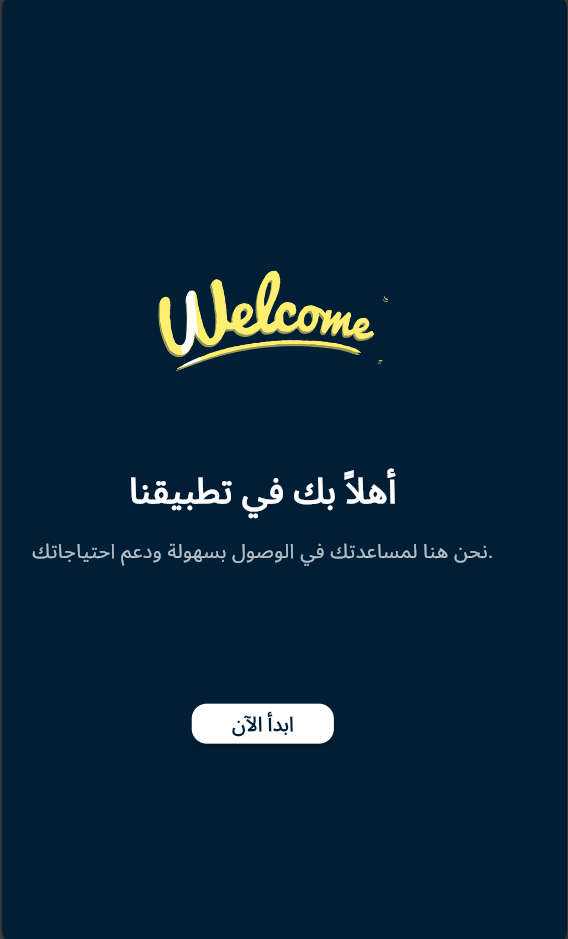 Welcome
أهلاً بك في تطبيقنا
نحن هنا لمساعدتك في الوصول بسهولة ودعم احتياجاتك.
ابدأ الآن